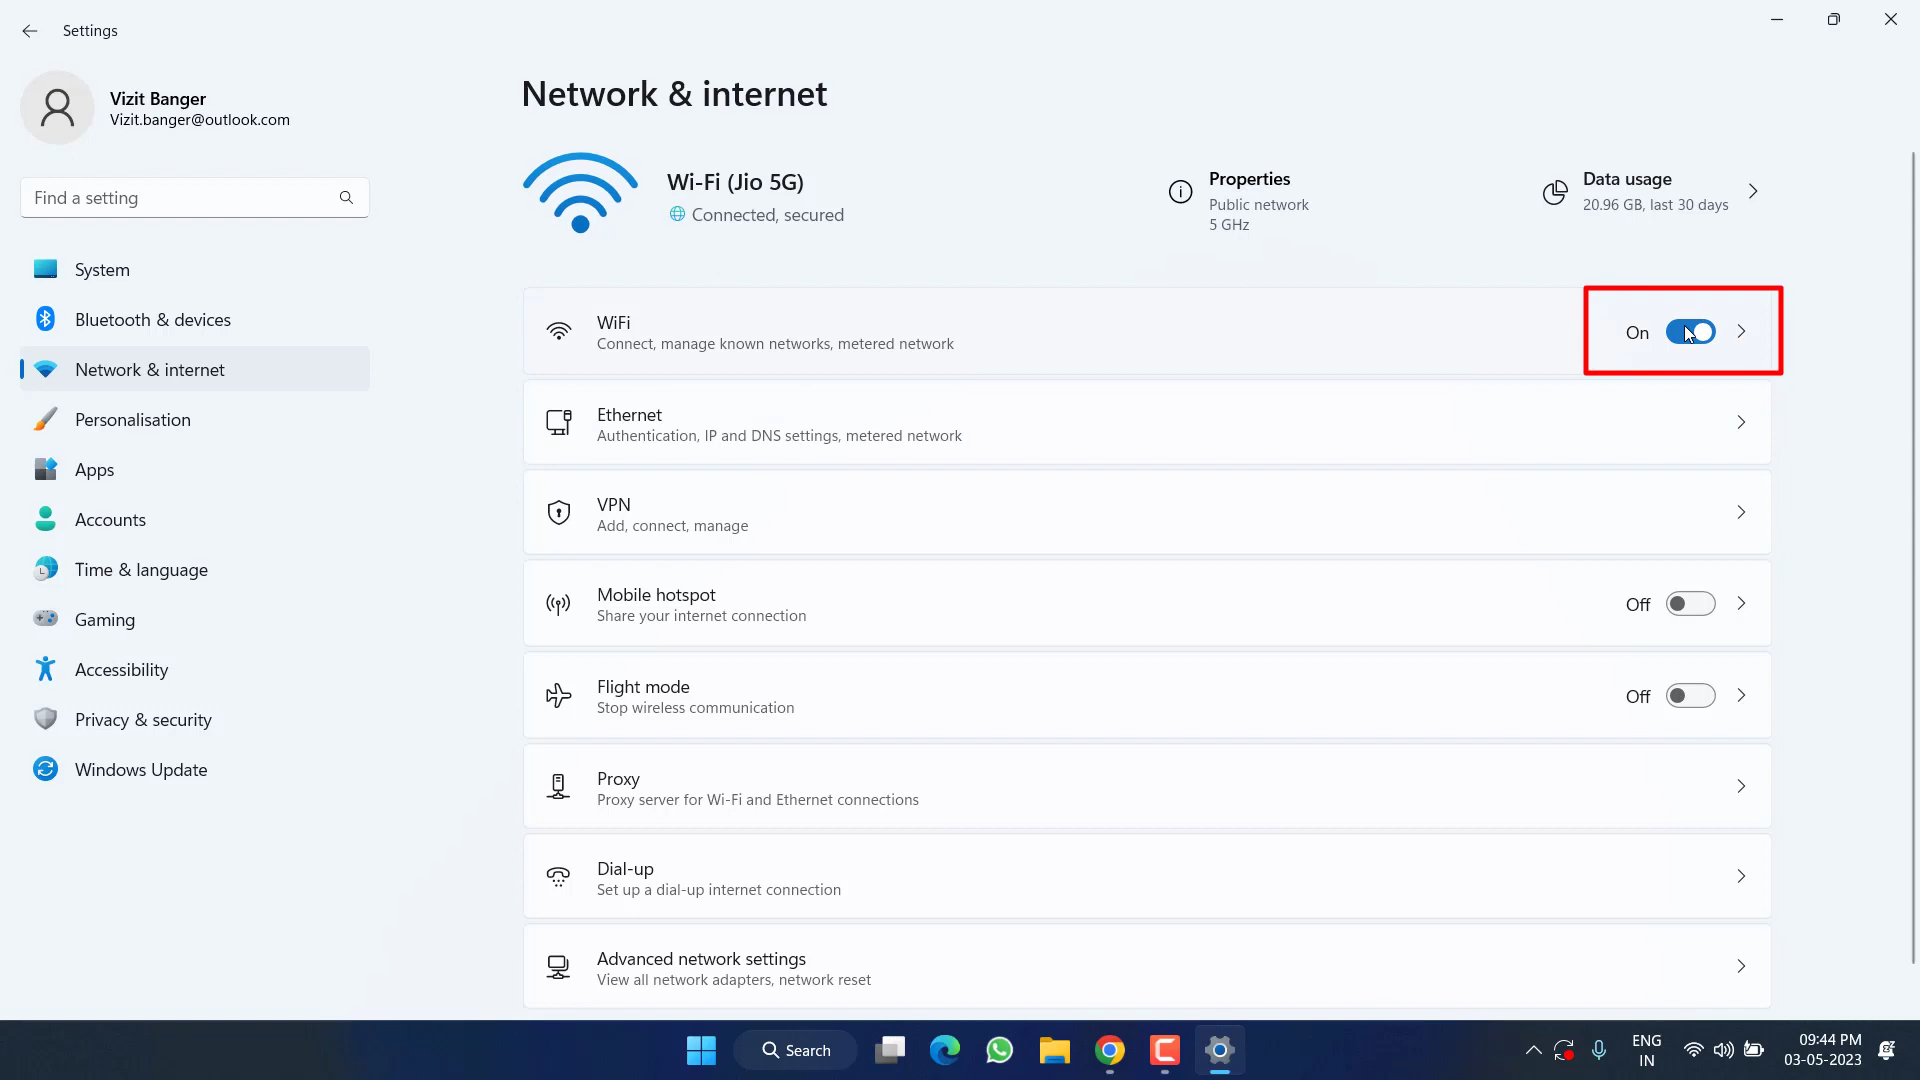 Settings
Vizit Banger
Vizit.banger@outlook.com
Find a setting
System
Bluetooth & devices
Network & internet
Personalisation
Apps
Accounts
Time & language
Gaming
Accessibility
Privacy & security
Windows Update
Network & internet
Wi-Fi (Jio 5G)
Connected, secured
Properties
Public network
5 GHz
Data usage
20.96 GB, last 30 days
WiFi
Connect, manage known networks, metered network
On
Ethernet
Authentication, IP and DNS settings, metered network
VPN
Add, connect, manage
Mobile hotspot
Share your internet connection
Off
Flight mode
Stop wireless communication
Off
Proxy
Proxy server for Wi-Fi and Ethernet connections
Dial-up
Set up a dial-up internet connection
Advanced network settings
View all network adapters, network reset
Search
ENG
IN
09:44 PM
03-05-2023